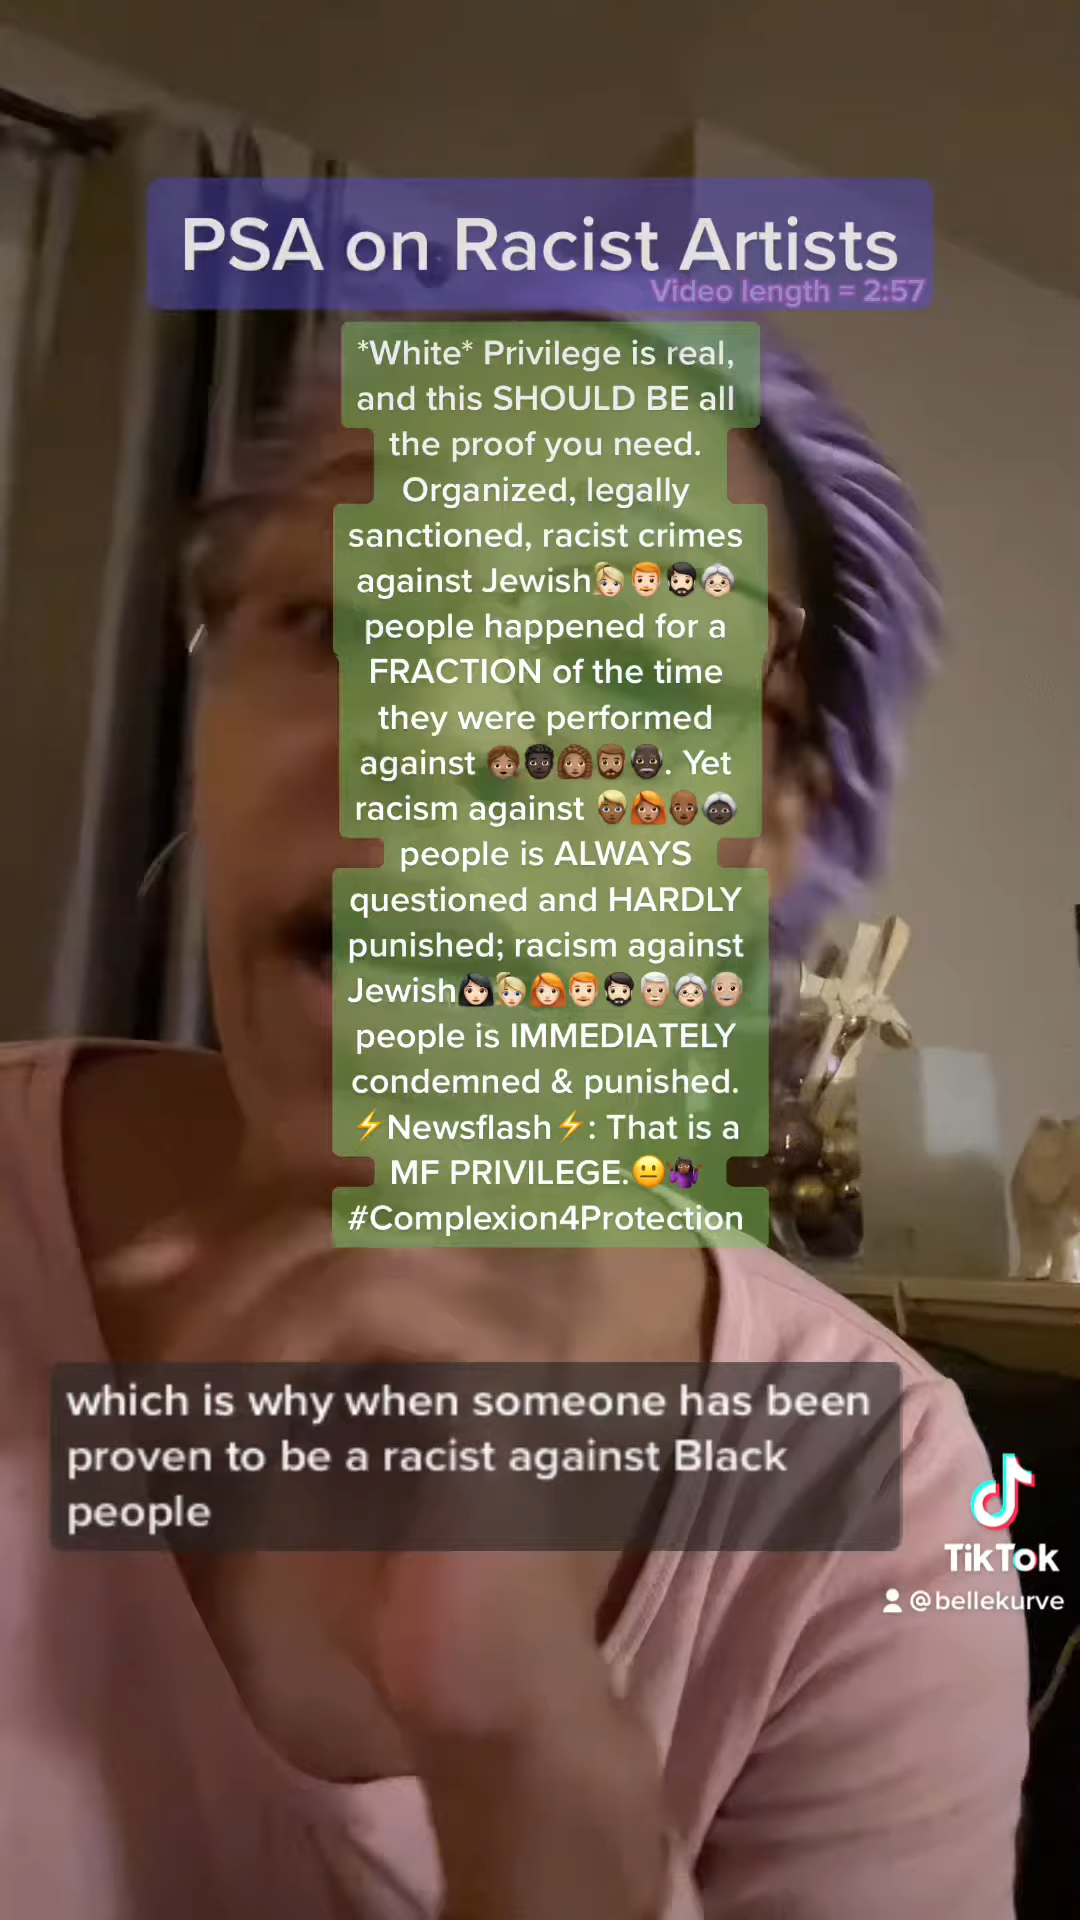 PSA on Racist Artists
Video length = 2:57
*White* Privilege is real,
and this SHOULD BE all
the proof you need.
Organized, legally
sanctioned, racist crimes
against Jewish👱🏻‍♀️🧑🏻‍🦰🧔🏻👵🏻
people happened for a
FRACTION of the time
they were performed
against 👩🏽👨🏿👩🏽‍🦱🧔🏽👴🏿. Yet
racism against 👱🏽👩🏽‍🦰👨🏾‍🦲👵🏿
people is ALWAYS
questioned and HARDLY
punished; racism against
Jewish👩🏻👱🏻‍♀️👩🏻‍🦰🧑🏻‍🦰🧔🏻👨🏻‍🦳👵🏻👴🏻
people is IMMEDIATELY
condemned & punished.
⚡Newsflash⚡: That is a
MF PRIVILEGE.😐🤷🏿‍♀️
#Complexion4Protection
which is why when someone has been
proven to be a racist against Black
people
TikTok
@bellekurve